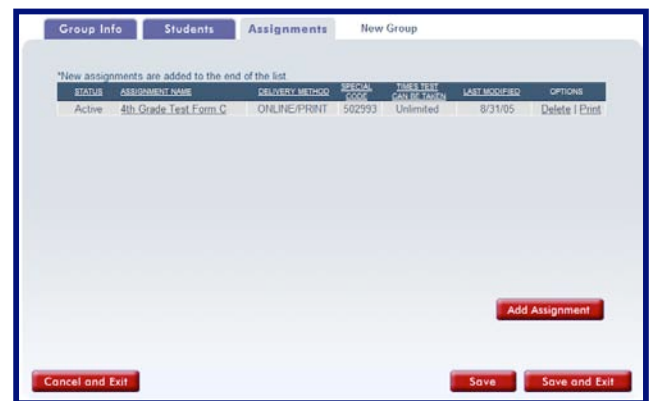 Group Info Students Assignments New Group
*New assignments are added to the end of the list
STATUS ASSIGNMENT NAME DELIVERY METHOD SPECIAL CODE TIMES TEST CAN BE TAKEN LAST MODIFIED OPTIONS
Active 4th Grade Test Form C ONLINE/PRINT 502993 Unlimited 8/31/05 Delete | Print
Add Assignment
Cancel and Exit Save Save and Exit